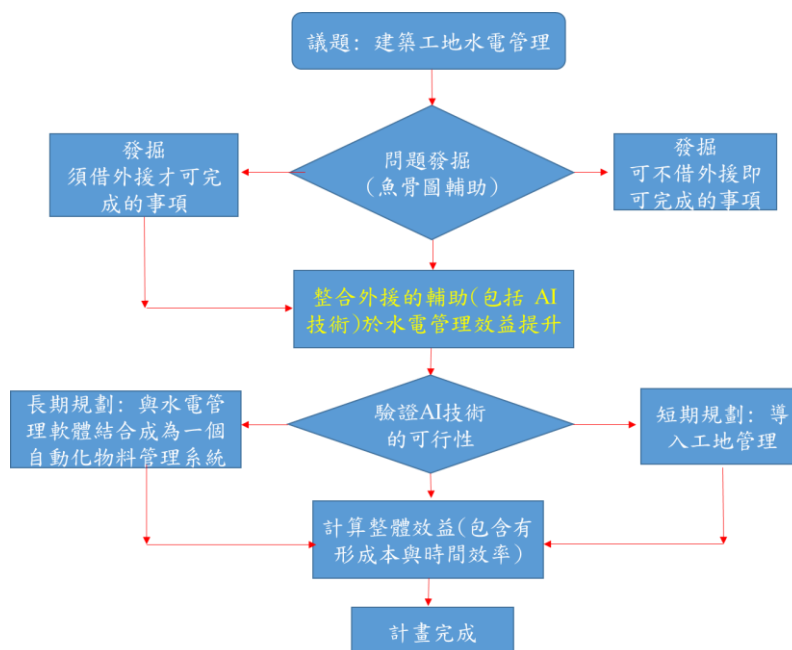 議題: 建築工地水電管理
發掘
須借外援才可完
成的事項
問題發掘
(魚骨圖輔助)
發掘
可不借外援即
可完成的事項
整合外援的輔助(包括 AI
技術)於水電管理效益提升
長期規劃: 與水電管
理軟體結合成為一個
自動化物料管理系統
驗證AI技術
的可行性
短期規劃: 導
入工地管理
計算整體效益(包含有
形成本與時間效率)
計畫完成